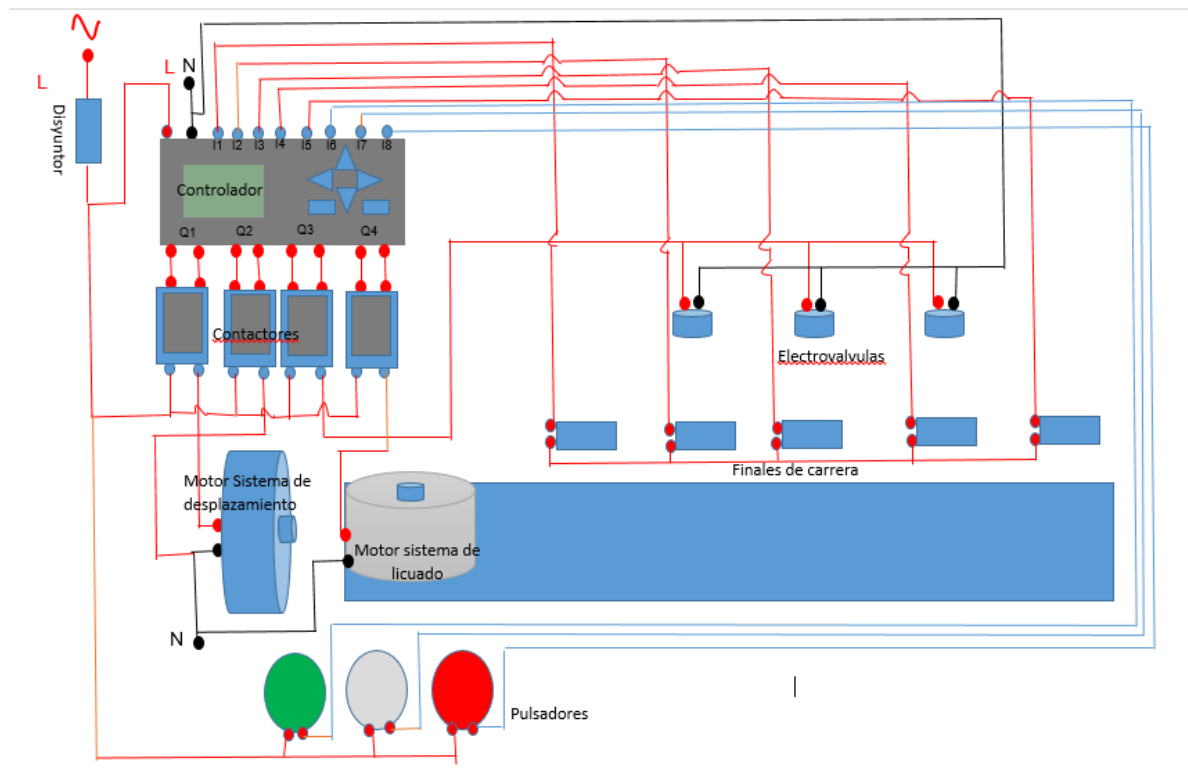 L
L
N
Disyuntor
I1 I2 I3 I4 I5 I6 I7 I8
Controlador
Q1 Q2 Q3 Q4
Contactores
Electrovalvulas
Finales de carrera
Motor Sistema de
desplazamiento
Motor sistema de
licuado
N
Pulsadores